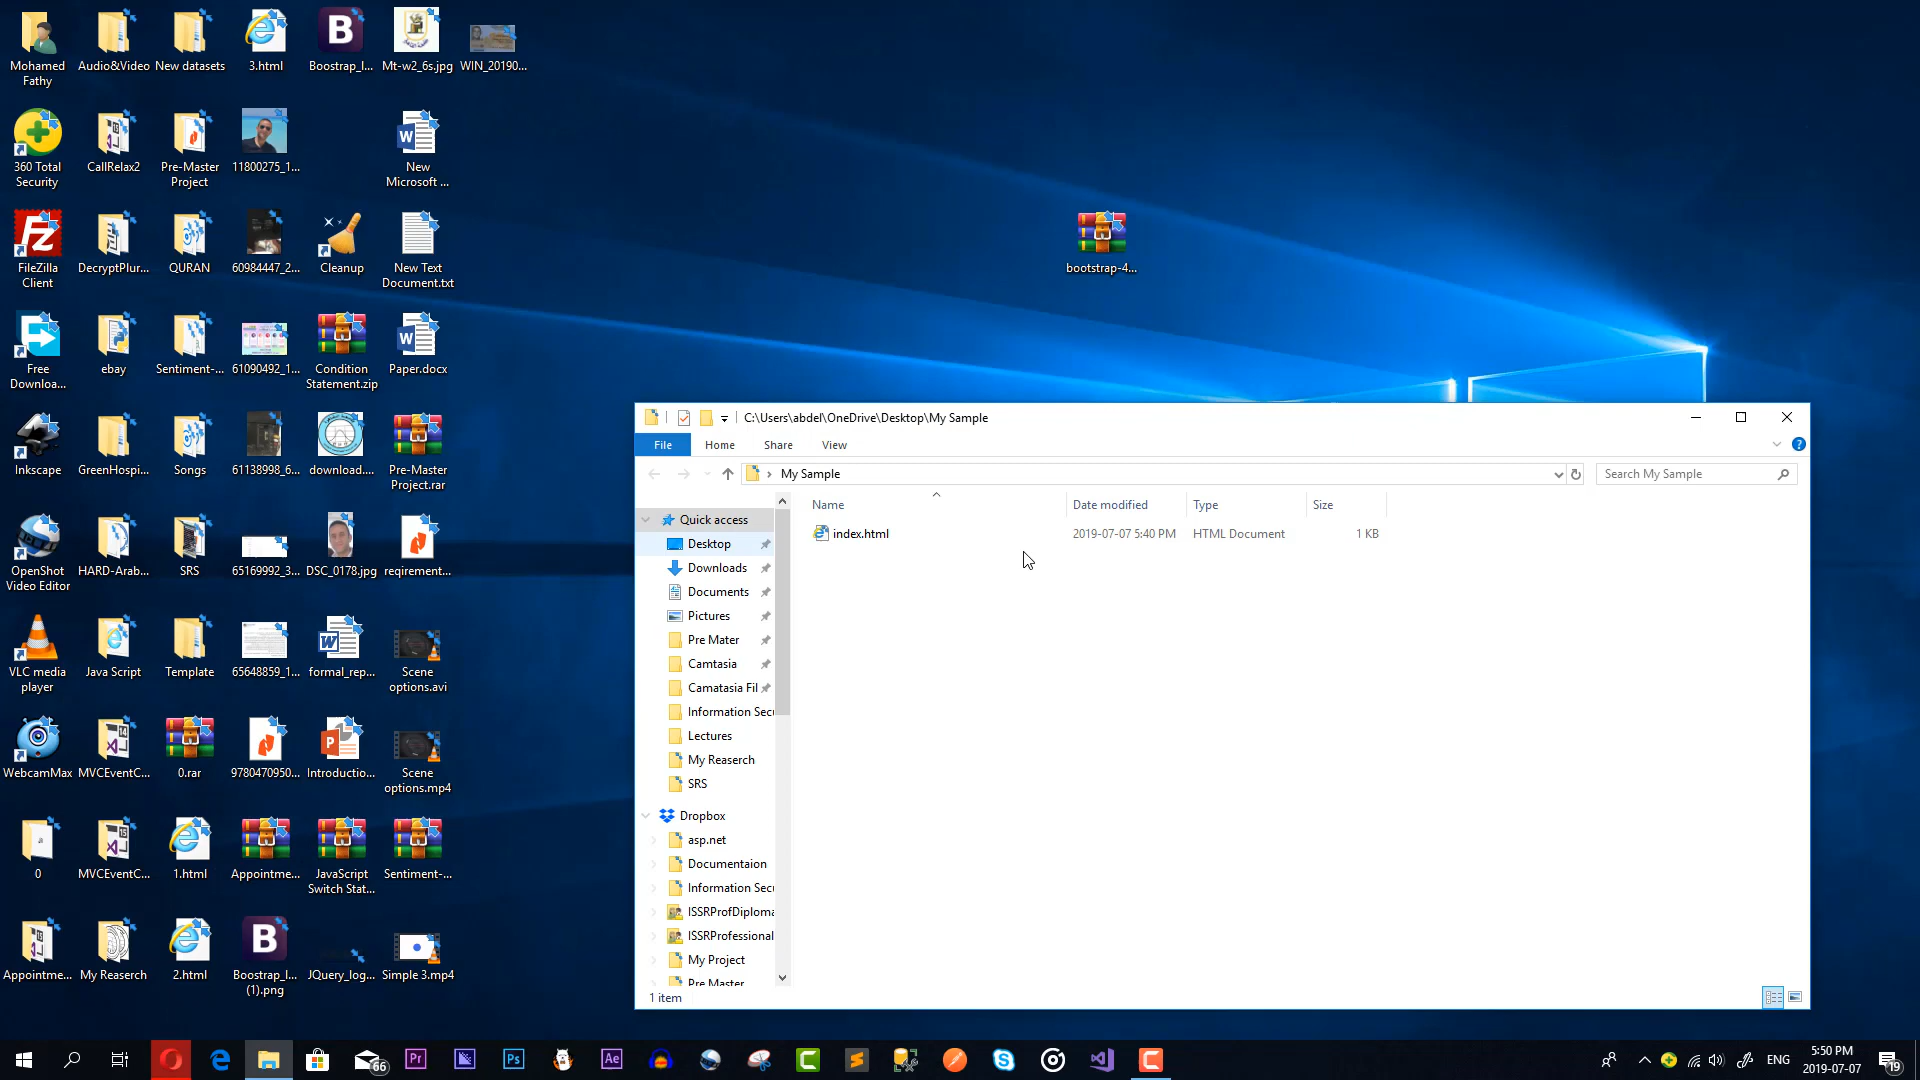 Mohamed
Fathy
Audio&Video
New datasets
3.html
Boostrap_l...
Mt-w2_6s.jpg
WIN_20190...
360 Total
Security
CallRelax2
Pre-Master
Project
11800275_1...
New
Microsoft ...
FileZilla
Client
DecryptPlur...
QURAN
60984447_2...
Cleanup
New Text
Document.txt
bootstrap-4...
Free
Downloa...
ebay
Sentiment-...
61090492_1...
Condition
Statement.zip
Paper.docx
Inkscape
GreenHospi...
Songs
61138998_6...
download....
Pre-Master
Project.rar
OpenShot
Video Editor
HARD-Arab...
SRS
65169992_3...
DSC_0178.jpg
reqirement...
VLC media
player
Java Script
Template
65648859_1...
formal_rep...
Scene
options.avi
WebcamMax
MVCEventC...
0.rar
9780470950...
Introductio...
Scene
options.mp4
0
MVCEventC...
1.html
Appointme...
JavaScript
Switch Stat...
Sentiment-...
Appointme...
My Reaserch
2.html
Boostrap_l...
(1).png
JQuery_log...
Simple 3.mp4
C:\Users\abdel\OneDrive\Desktop\My Sample
File
Home
Share
View
My Sample
Search My Sample
Name
Date modified
Type
Size
index.html
2019-07-07 5:40 PM
HTML Document
1 KB
Quick access
Desktop
Downloads
Documents
Pictures
Pre Mater
Camtasia
Camatasia Fil
Information Secu
Lectures
My Reaserch
SRS
Dropbox
asp.net
Documentaion
Information Secu
ISSRProfDiploma
ISSRProfessional
My Project
Pre Master
1 item
66
Pr
Ps
Ae
ENG
5:50 PM
2019-07-07
19